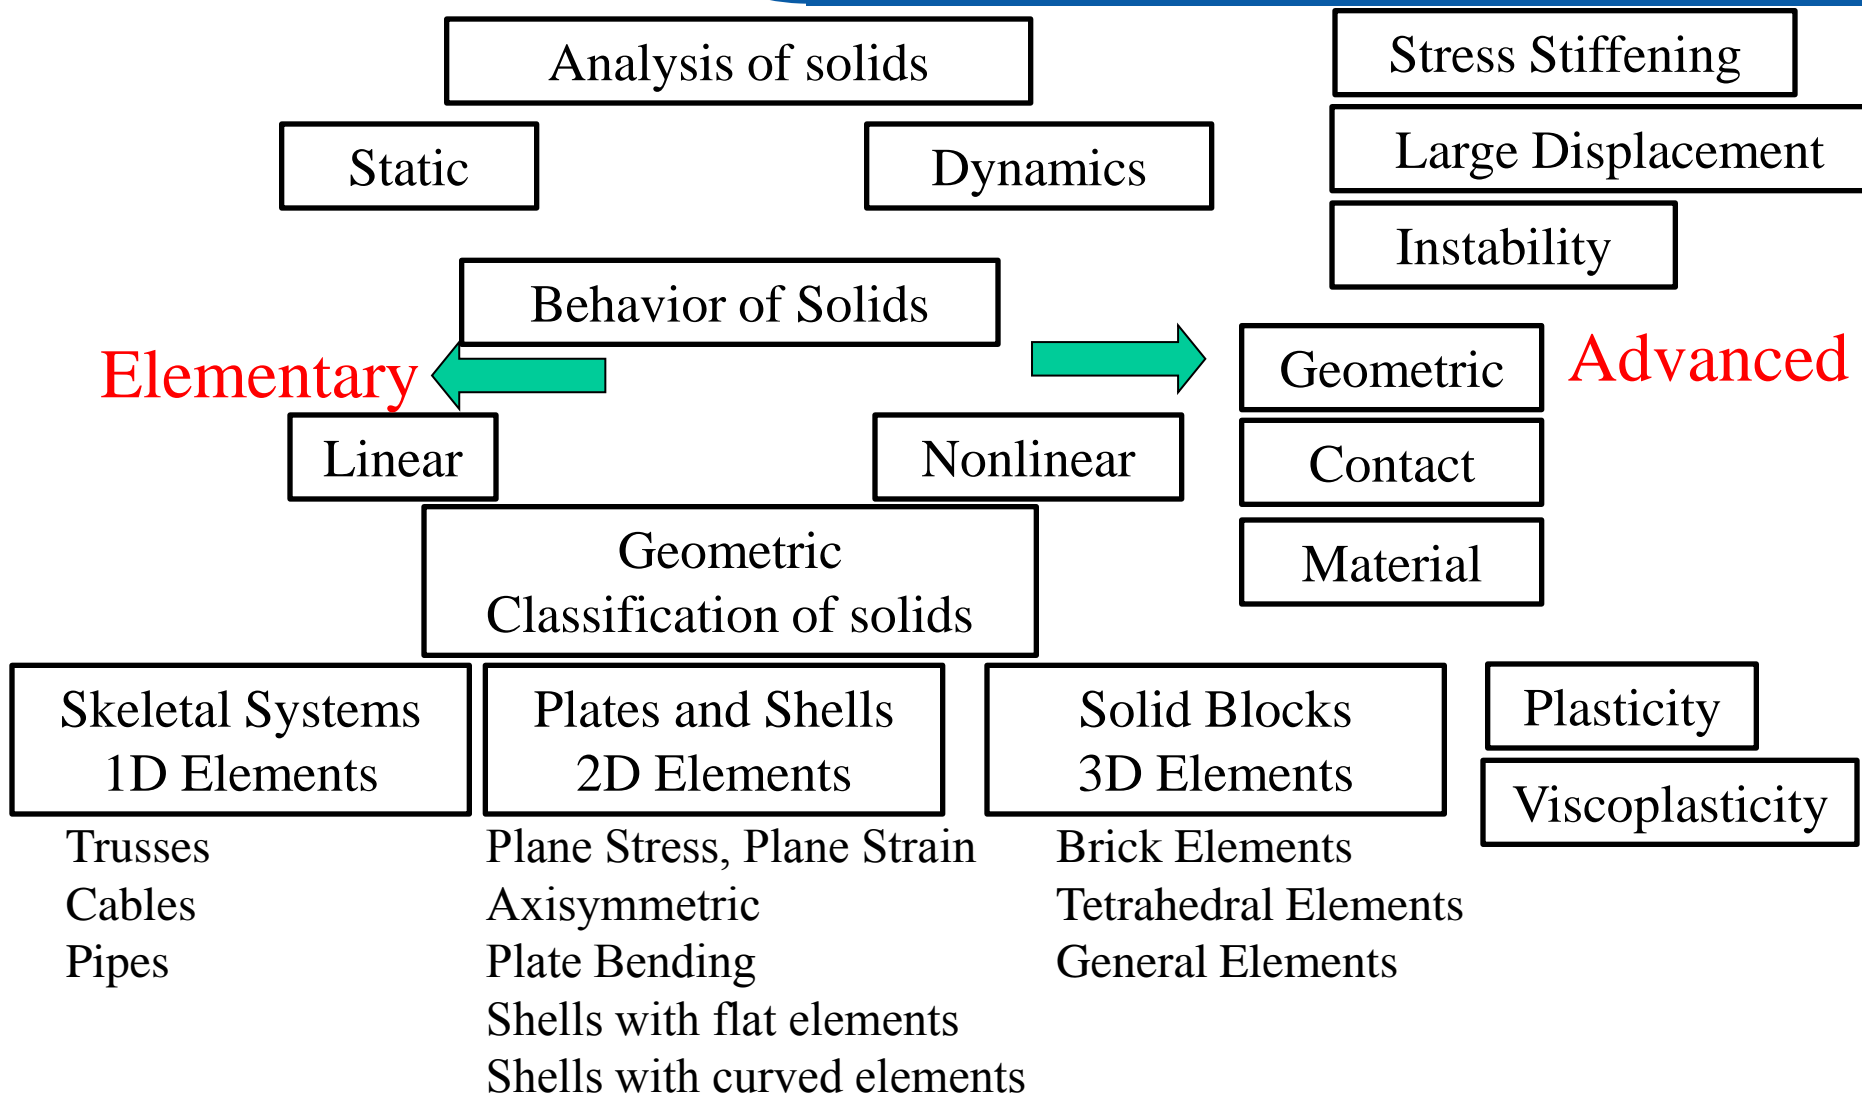 Analysis of solids
Static
Dynamics
Stress Stiffening
Large Displacement
Instability
Behavior of Solids
Elementary
Advanced
Linear
Nonlinear
Geometric
Contact
Material
Geometric
Classification of solids
Skeletal Systems
1D Elements
Plates and Shells
2D Elements
Solid Blocks
3D Elements
Plasticity
Viscoplasticity
Trusses
Cables
Pipes
Plane Stress, Plane Strain
Axisymmetric
Plate Bending
Shells with flat elements
Shells with curved elements
Brick Elements
Tetrahedral Elements
General Elements